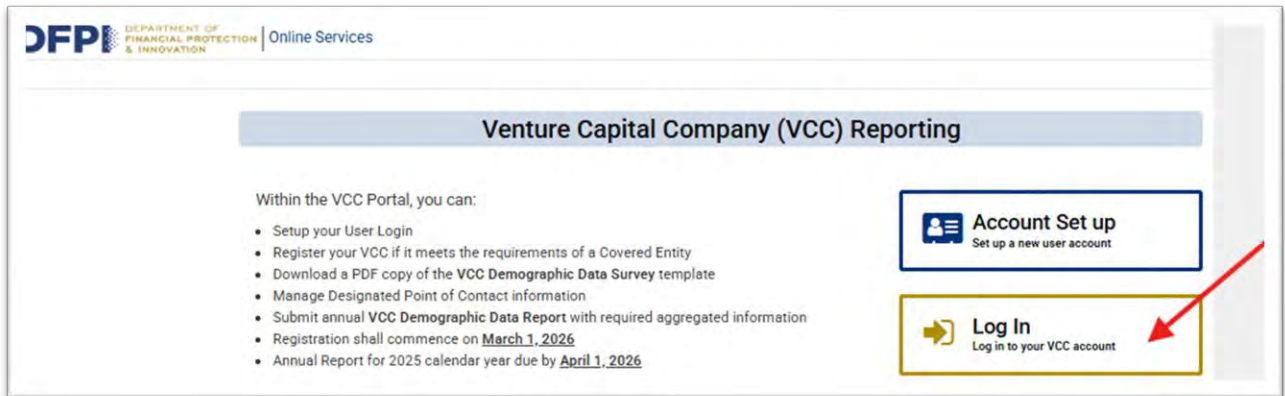 DFPI DEPARTMENT OF
FINANCIAL PROTECTION
& INNOVATION
Online Services
Venture Capital Company (VCC) Reporting
Within the VCC Portal, you can:
• Setup your User Login
• Register your VCC if it meets the requirements of a Covered Entity
• Download a PDF copy of the VCC Demographic Data Survey template
• Manage Designated Point of Contact information
• Submit annual VCC Demographic Data Report with required aggregated information
• Registration shall commence on March 1, 2026
• Annual Report for 2025 calendar year due by April 1, 2026
Account Set up
Set up a new user account
Log In
Log in to your VCC account